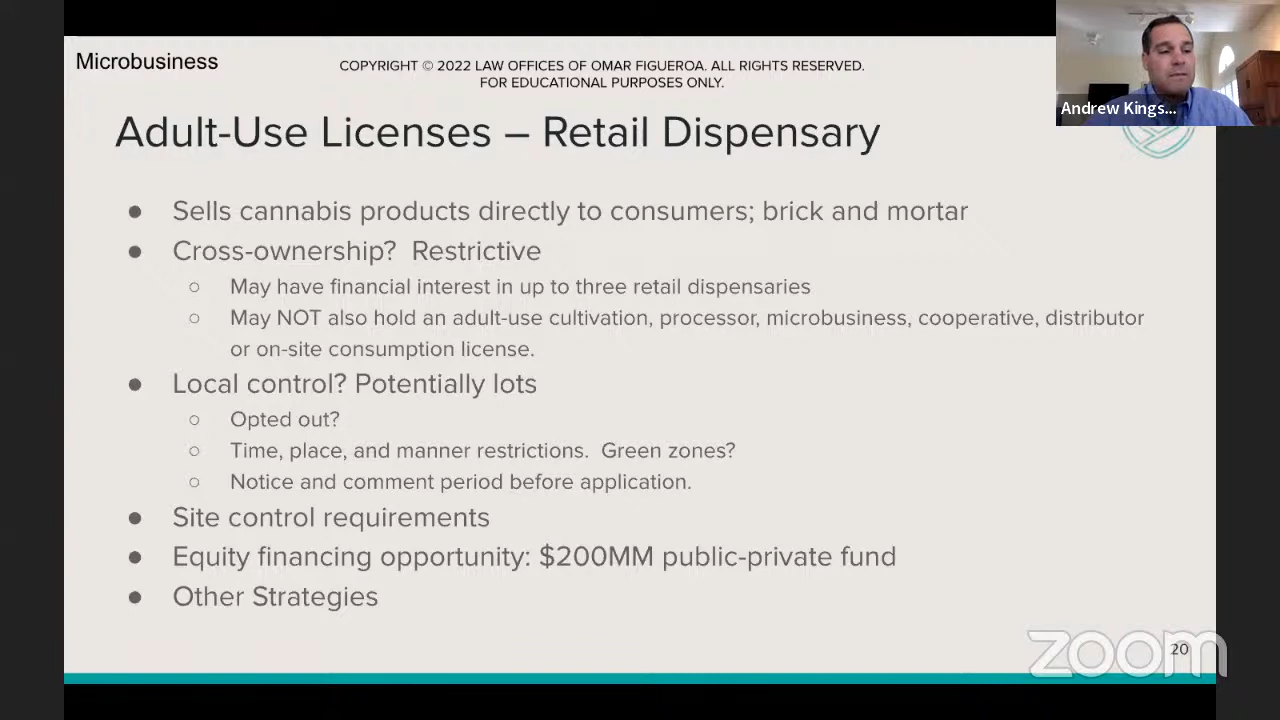 Microbusiness
COPYRIGHT © 2022 LAW OFFICES OF OMAR FIGUEROA. ALL RIGHTS RESERVED.
FOR EDUCATIONAL PURPOSES ONLY.
Andrew Kings...
Adult-Use Licenses – Retail Dispensary
● Sells cannabis products directly to consumers; brick and mortar
● Cross-ownership?  Restrictive
○ May have financial interest in up to three retail dispensaries
○ May NOT also hold an adult-use cultivation, processor, microbusiness, cooperative, distributor
or on-site consumption license.
● Local control? Potentially lots
○ Opted out?
○ Time, place, and manner restrictions.  Green zones?
○ Notice and comment period before application.
● Site control requirements
● Equity financing opportunity: $200MM public-private fund
● Other Strategies
zoom
20